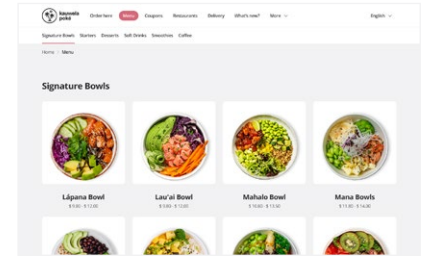 hauwela
poké
Order here
Menu
Coupons
Restaurants
Delivery
What's new?
More
English
Signature Bowls
Starters
Desserts
Soft Drinks
Smoothies
Coffee
Home
Menu
Signature Bowls
Lápana Bowl
Lau'ai Bowl
Mahalo Bowl
Mana Bowls